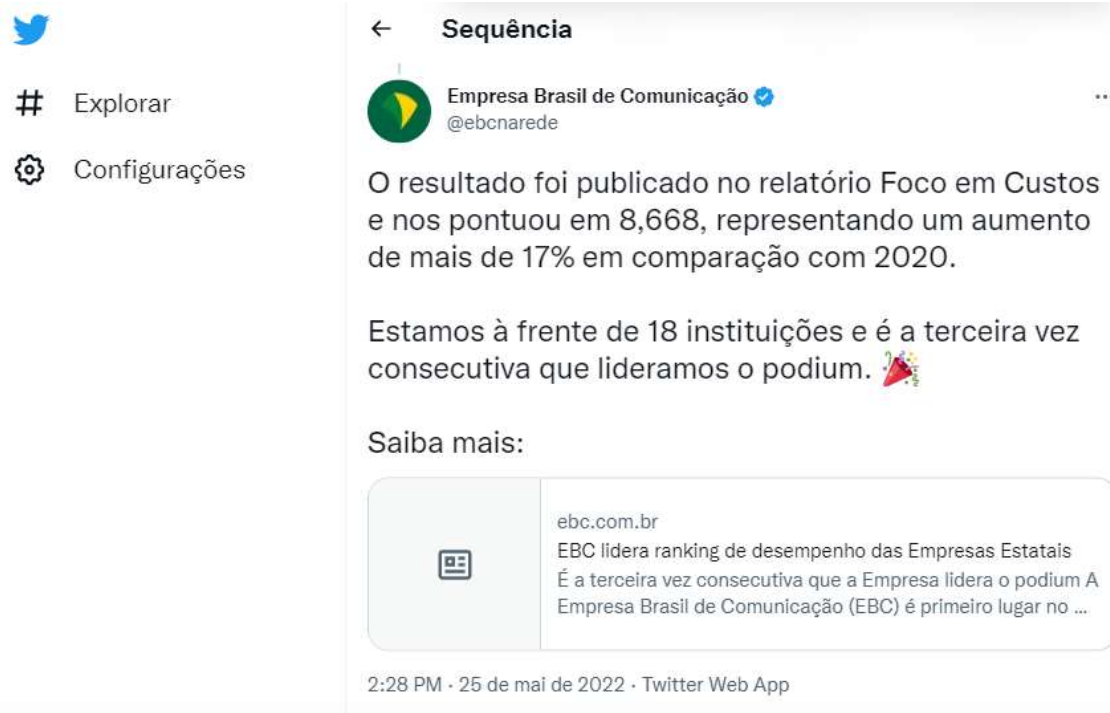 Sequência
Explorar
Configurações
Empresa Brasil de Comunicação
@ebcnarede
O resultado foi publicado no relatório Foco em Custos
e nos pontuou em 8,668, representando um aumento
de mais de 17% em comparação com 2020.
Estamos à frente de 18 instituições e é a terceira vez
consecutiva que lideramos o podium. 🎉
Saiba mais:
ebc.com.br
EBC lidera ranking de desempenho das Empresas Estatais
É a terceira vez consecutiva que a Empresa lidera o podium A
Empresa Brasil de Comunicação (EBC) é primeiro lugar no ...
2:28 PM · 25 de mai de 2022 · Twitter Web App